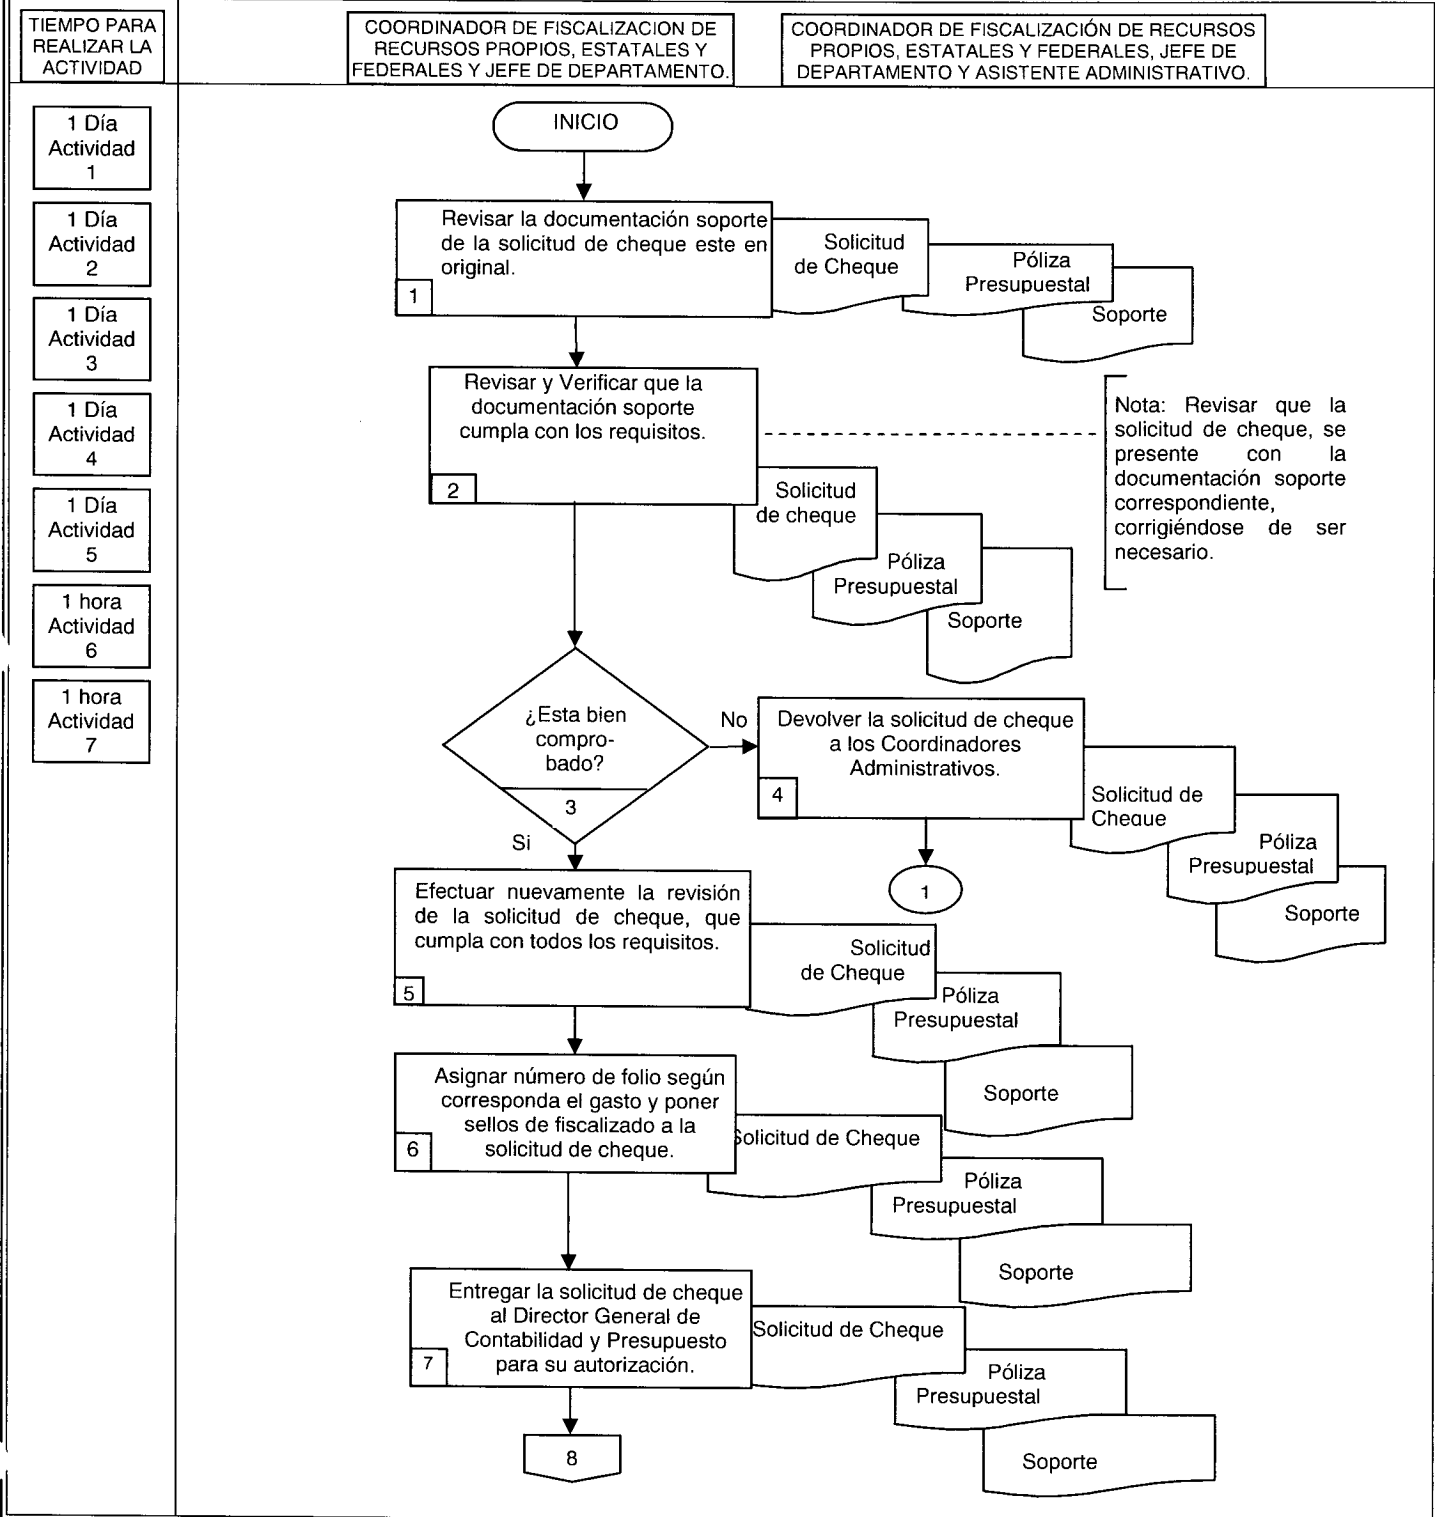 TIEMPO PARA
REALIZAR LA
ACTIVIDAD
COORDINADOR DE FISCALIZACION DE
RECURSOS PROPIOS, ESTATALES Y
FEDERALES Y JEFE DE DEPARTAMENTO.
COORDINADOR DE FISCALIZACIÓN DE RECURSOS
PROPIOS, ESTATALES Y FEDERALES, JEFE DE
DEPARTAMENTO Y ASISTENTE ADMINISTRATIVO.
1 Día
Actividad
1
1 Día
Actividad
2
1 Día
Actividad
3
1 Día
Actividad
4
1 Día
Actividad
5
1 hora
Actividad
6
1 hora
Actividad
7
INICIO
Revisar la documentación soporte
de la solicitud de cheque este en
original.
1
Solicitud
de Cheque
Póliza
Presupuestal
Soporte
Revisar y Verificar que la
documentación soporte
cumpla con los requisitos.
2
Solicitud
de cheque
Póliza
Presupuestal
Soporte
Nota: Revisar que la
solicitud de cheque, se
presente con la
documentación soporte
correspondiente,
corrigiéndose de ser
necesario.
¿Esta bien
compro-
bado?
3
No
Si
Devolver la solicitud de cheque
a los Coordinadores
Administrativos.
4
Solicitud de
Cheque
Póliza
Presupuestal
Soporte
1
Efectuar nuevamente la revisión
de la solicitud de cheque, que
cumpla con todos los requisitos.
5
Solicitud
de Cheque
Póliza
Presupuestal
Soporte
Asignar número de folio según
corresponda el gasto y poner
sellos de fiscalizado a la
solicitud de cheque.
6
Solicitud de Cheque
Póliza
Presupuestal
Soporte
Entregar la solicitud de cheque
al Director General de
Contabilidad y Presupuesto
para su autorización.
7
Solicitud de Cheque
Póliza
Presupuestal
Soporte
8